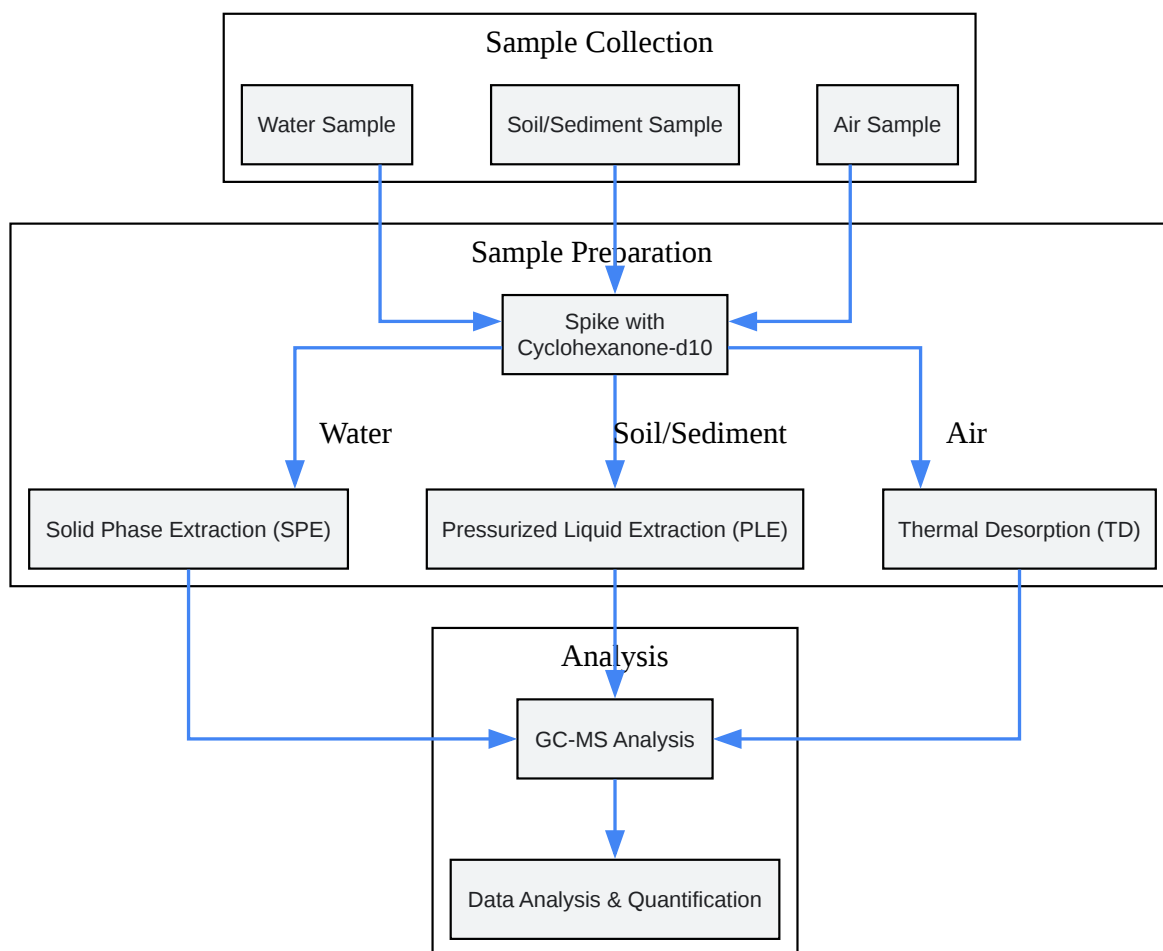 Sample Collection
Water Sample
Soil/Sediment Sample
Air Sample
Sample Preparation
Spike with
Cyclohexanone-d10
Water
Soil/Sediment
Air
Solid Phase Extraction (SPE)
Pressurized Liquid Extraction (PLE)
Thermal Desorption (TD)
Analysis
GC-MS Analysis
Data Analysis & Quantification